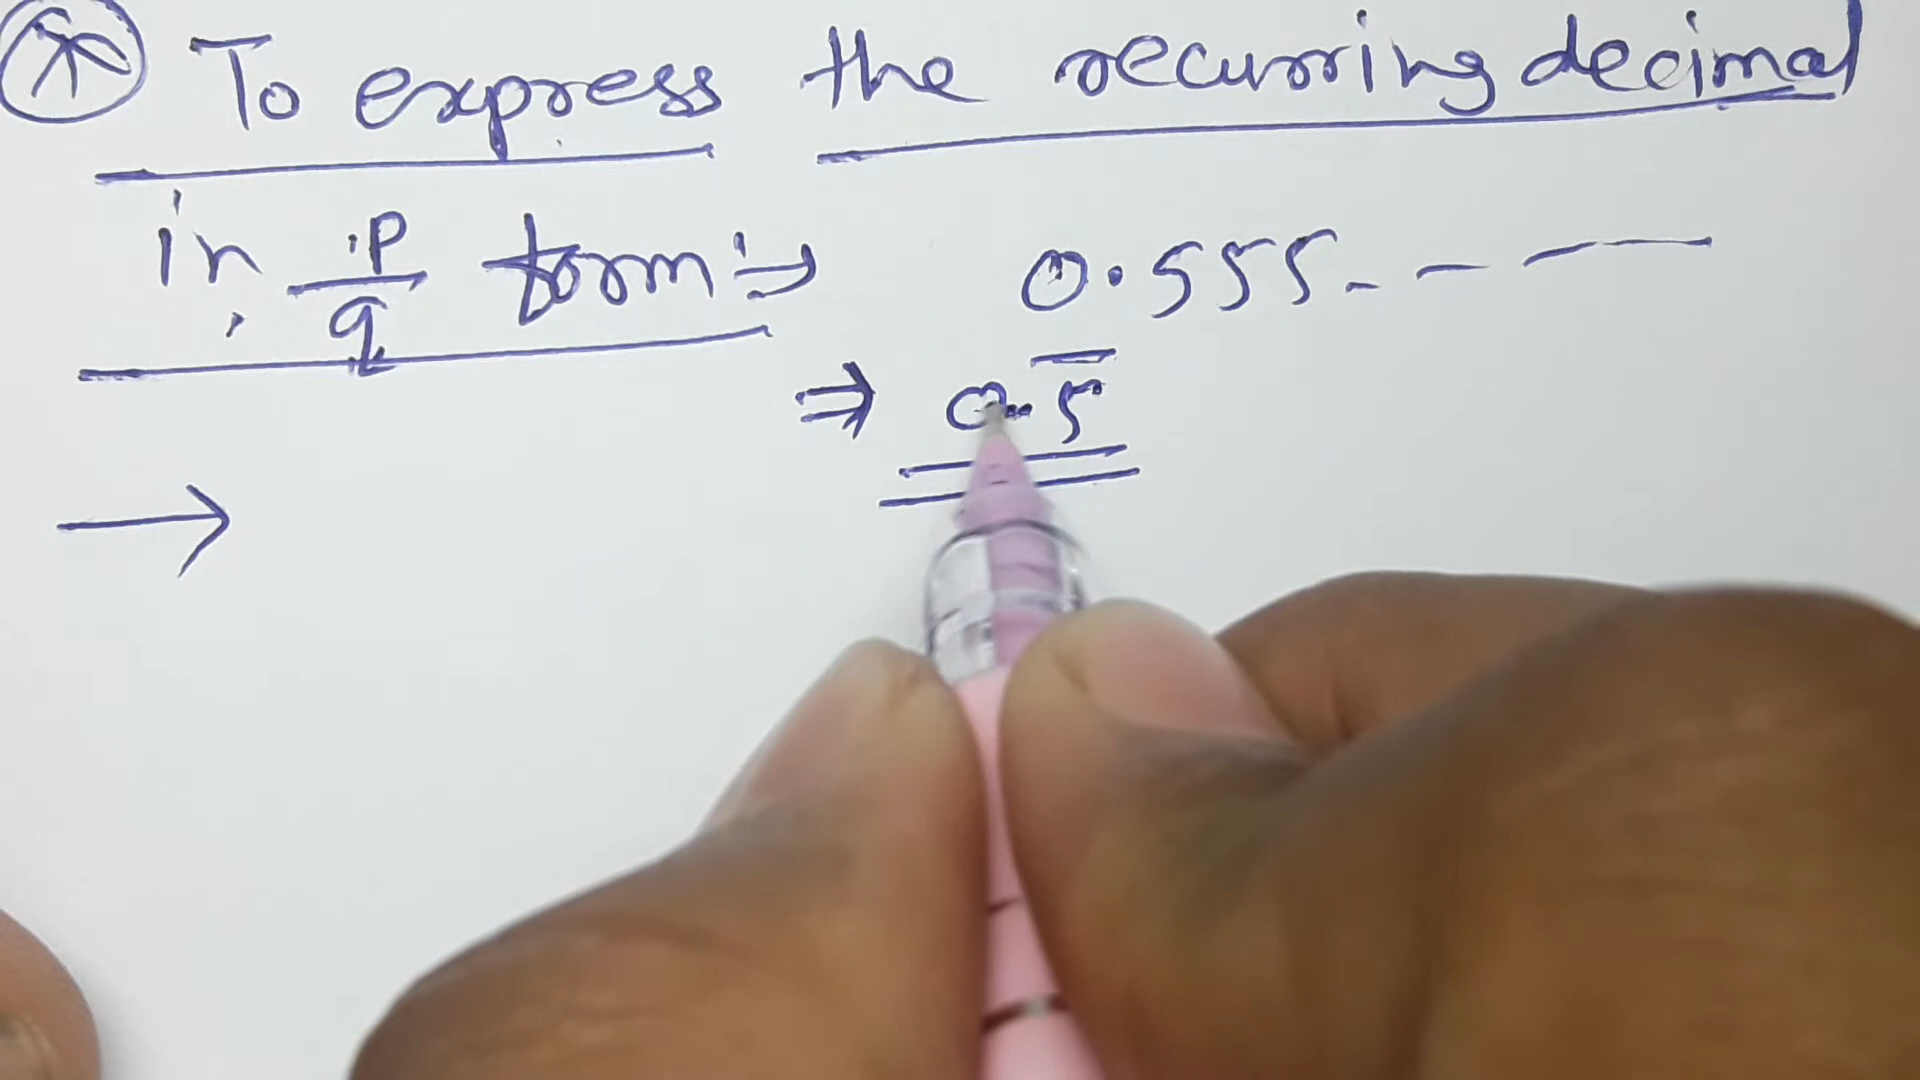 To express the recurring decimal
in p/q form :→ 0.555- - - —
⇒ 0.5̅
→